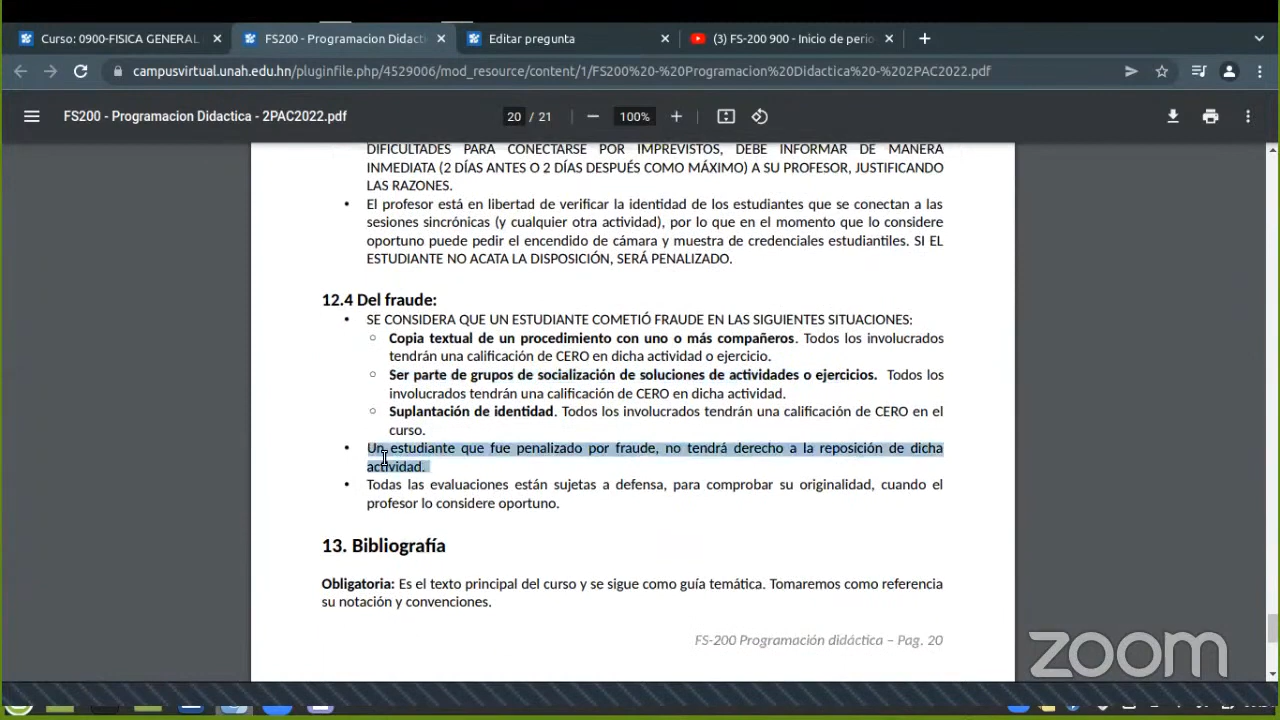 Curso: 0900-FISICA GENERAL
FS200 - Programacion Didact
Editar pregunta
(3) FS-200 900 - Inicio de perio
campusvirtual.unah.edu.hn/pluginfile.php/4529006/mod_resource/content/1/FS200%20-%20Programacion%20Didactica%20-%202PAC2022.pdf
FS200 - Programacion Didactica - 2PAC2022.pdf
20 / 21
100%
DIFICULTADES PARA CONECTARSE POR IMPREVISTOS, DEBE INFORMAR DE MANERA
INMEDIATA (2 DÍAS ANTES O 2 DÍAS DESPUÉS COMO MÁXIMO) A SU PROFESOR, JUSTIFICANDO
LAS RAZONES.
• El profesor está en libertad de verificar la identidad de los estudiantes que se conectan a las
sesiones sincrónicas (y cualquier otra actividad), por lo que en el momento que lo considere
oportuno puede pedir el encendido de cámara y muestra de credenciales estudiantiles. SI EL
ESTUDIANTE NO ACATA LA DISPOSICIÓN, SERÁ PENALIZADO.
12.4 Del fraude:
• SE CONSIDERA QUE UN ESTUDIANTE COMETIÓ FRAUDE EN LAS SIGUIENTES SITUACIONES:
○ Copia textual de un procedimiento con uno o más compañeros. Todos los involucrados
tendrán una calificación de CERO en dicha actividad o ejercicio.
○ Ser parte de grupos de socialización de soluciones de actividades o ejercicios. Todos los
involucrados tendrán una calificación de CERO en dicha actividad.
○ Suplantación de identidad. Todos los involucrados tendrán una calificación de CERO en el
curso.
• Un estudiante que fue penalizado por fraude, no tendrá derecho a la reposición de dicha
actividad.
• Todas las evaluaciones están sujetas a defensa, para comprobar su originalidad, cuando el
profesor lo considere oportuno.
13. Bibliografía
Obligatoria: Es el texto principal del curso y se sigue como guía temática. Tomaremos como referencia
su notación y convenciones.
FS-200 Programación didáctica – Pag. 20
zoom